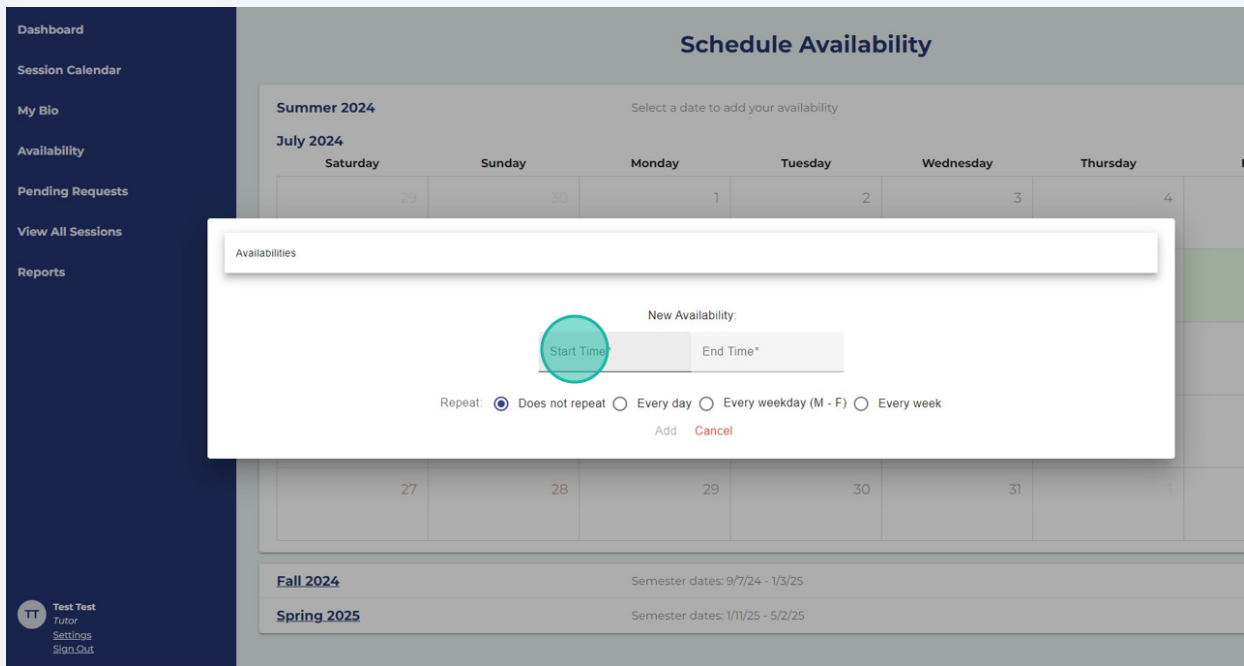 Dashboard
Session Calendar
My Bio
Availability
Pending Requests
View All Sessions
Reports
TT
Test Test
Tutor
Settings
Sign Out
Schedule Availability
Summer 2024 Select a date to add your availability
July 2024
Saturday Sunday Monday Tuesday Wednesday Thursday
29 30 1 2 3 4
Availabilities
New Availability:
Start Time* End Time*
Repeat: Does not repeat Every day Every weekday (M - F) Every week
Add Cancel
27 28 29 30 31 1
Fall 2024 Semester dates: 9/7/24 - 1/3/25
Spring 2025 Semester dates: 1/11/25 - 5/2/25